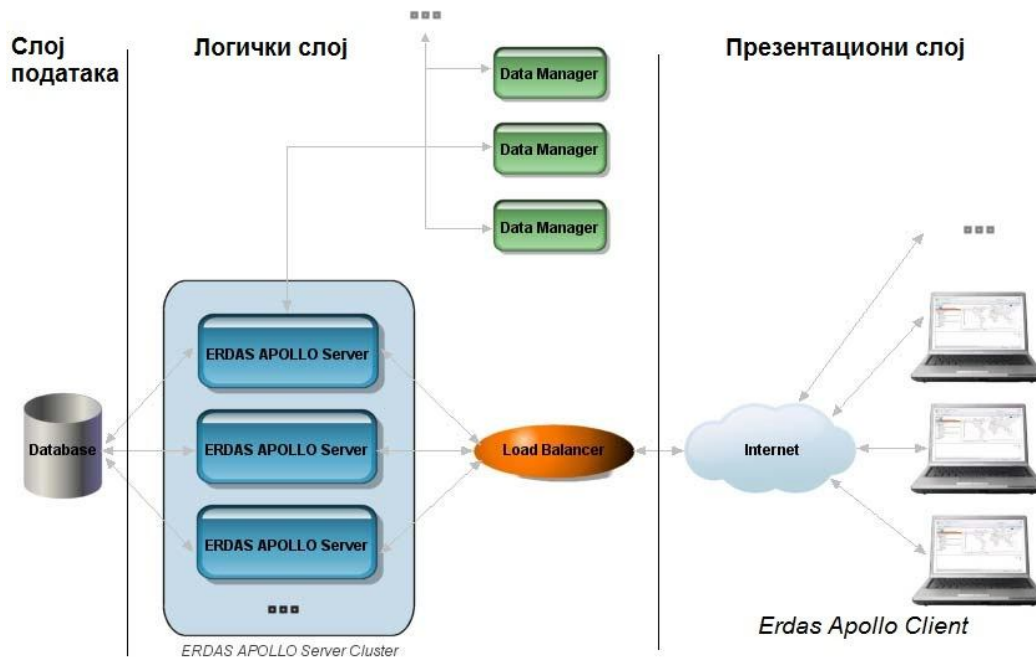 Слој
података
Логички слој
Презентациони слој
Data Manager
Data Manager
Data Manager
ERDAS APOLLO Server
ERDAS APOLLO Server
ERDAS APOLLO Server
Database
Load Balancer
Internet
Erdas Apollo Client
ERDAS APOLLO Server Cluster